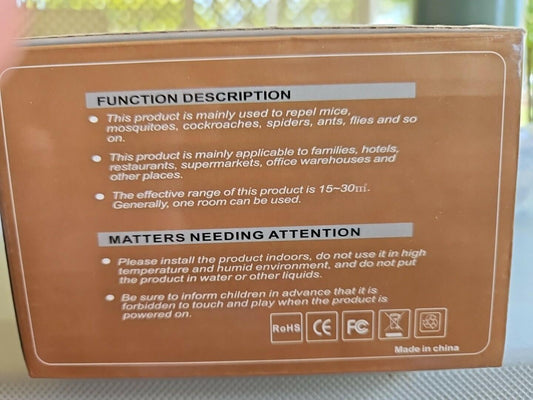 FUNCTION DESCRIPTION
• This product is mainly used to repel mice,
mosquitoes, cockroaches, spiders, ants, flies and so
on.
• This product is mainly applicable to families, hotels,
restaurants, supermarkets, office warehouses and
other places.
• The effective range of this product is 15~30㎡.
Generally, one room can be used.
MATTERS NEEDING ATTENTION
• Please install the product indoors, do not use it in high
temperature and humid environment, and do not put
the product in water or other liquids.
• Be sure to inform children in advance that it is
forbidden to touch and play when the product is
powered on.
RoHS CE FC
Made in china